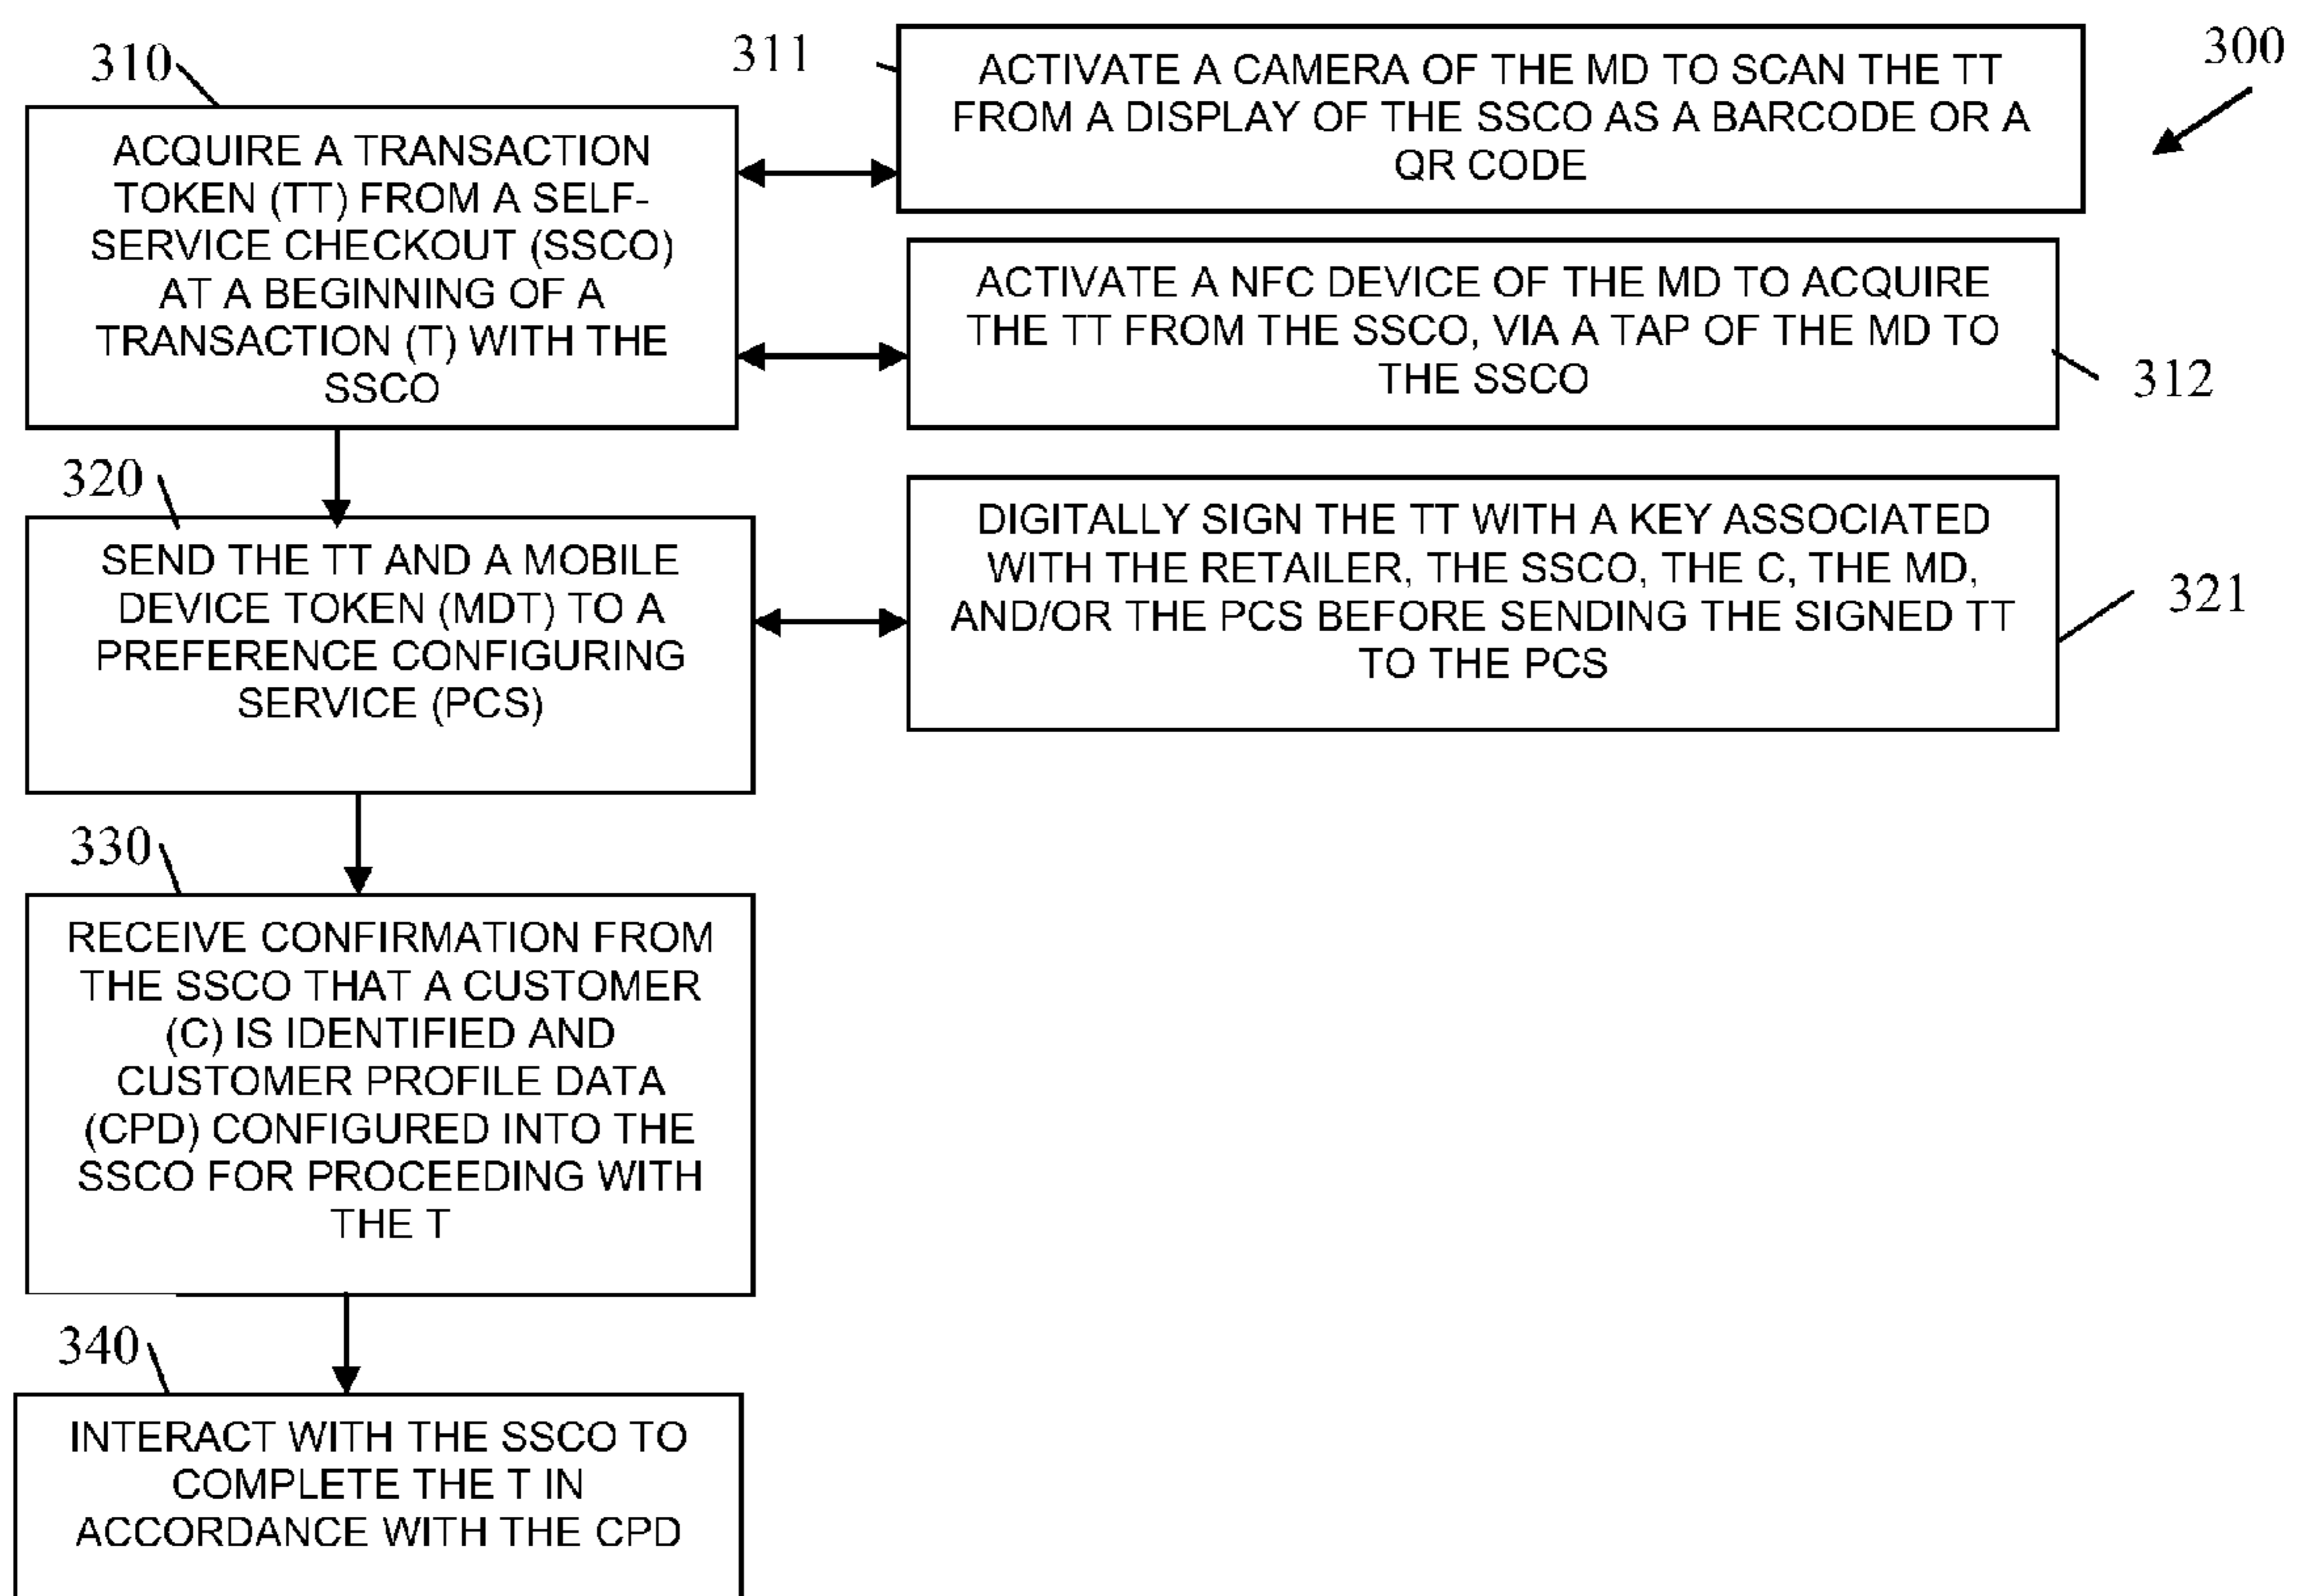 310
ACQUIRE A TRANSACTION
TOKEN (TT) FROM A SELF-
SERVICE CHECKOUT (SSCO)
AT A BEGINNING OF A
TRANSACTION (T) WITH THE
SSCO
311
ACTIVATE A CAMERA OF THE MD TO SCAN THE TT
FROM A DISPLAY OF THE SSCO AS A BARCODE OR A
QR CODE
300
ACTIVATE A NFC DEVICE OF THE MD TO ACQUIRE
THE TT FROM THE SSCO, VIA A TAP OF THE MD TO
THE SSCO
312
320
SEND THE TT AND A MOBILE
DEVICE TOKEN (MDT) TO A
PREFERENCE CONFIGURING
SERVICE (PCS)
DIGITALLY SIGN THE TT WITH A KEY ASSOCIATED
WITH THE RETAILER, THE SSCO, THE C, THE MD,
AND/OR THE PCS BEFORE SENDING THE SIGNED TT
TO THE PCS
321
330
RECEIVE CONFIRMATION FROM
THE SSCO THAT A CUSTOMER
(C) IS IDENTIFIED AND
CUSTOMER PROFILE DATA
(CPD) CONFIGURED INTO THE
SSCO FOR PROCEEDING WITH
THE T
340
INTERACT WITH THE SSCO TO
COMPLETE THE T IN
ACCORDANCE WITH THE CPD